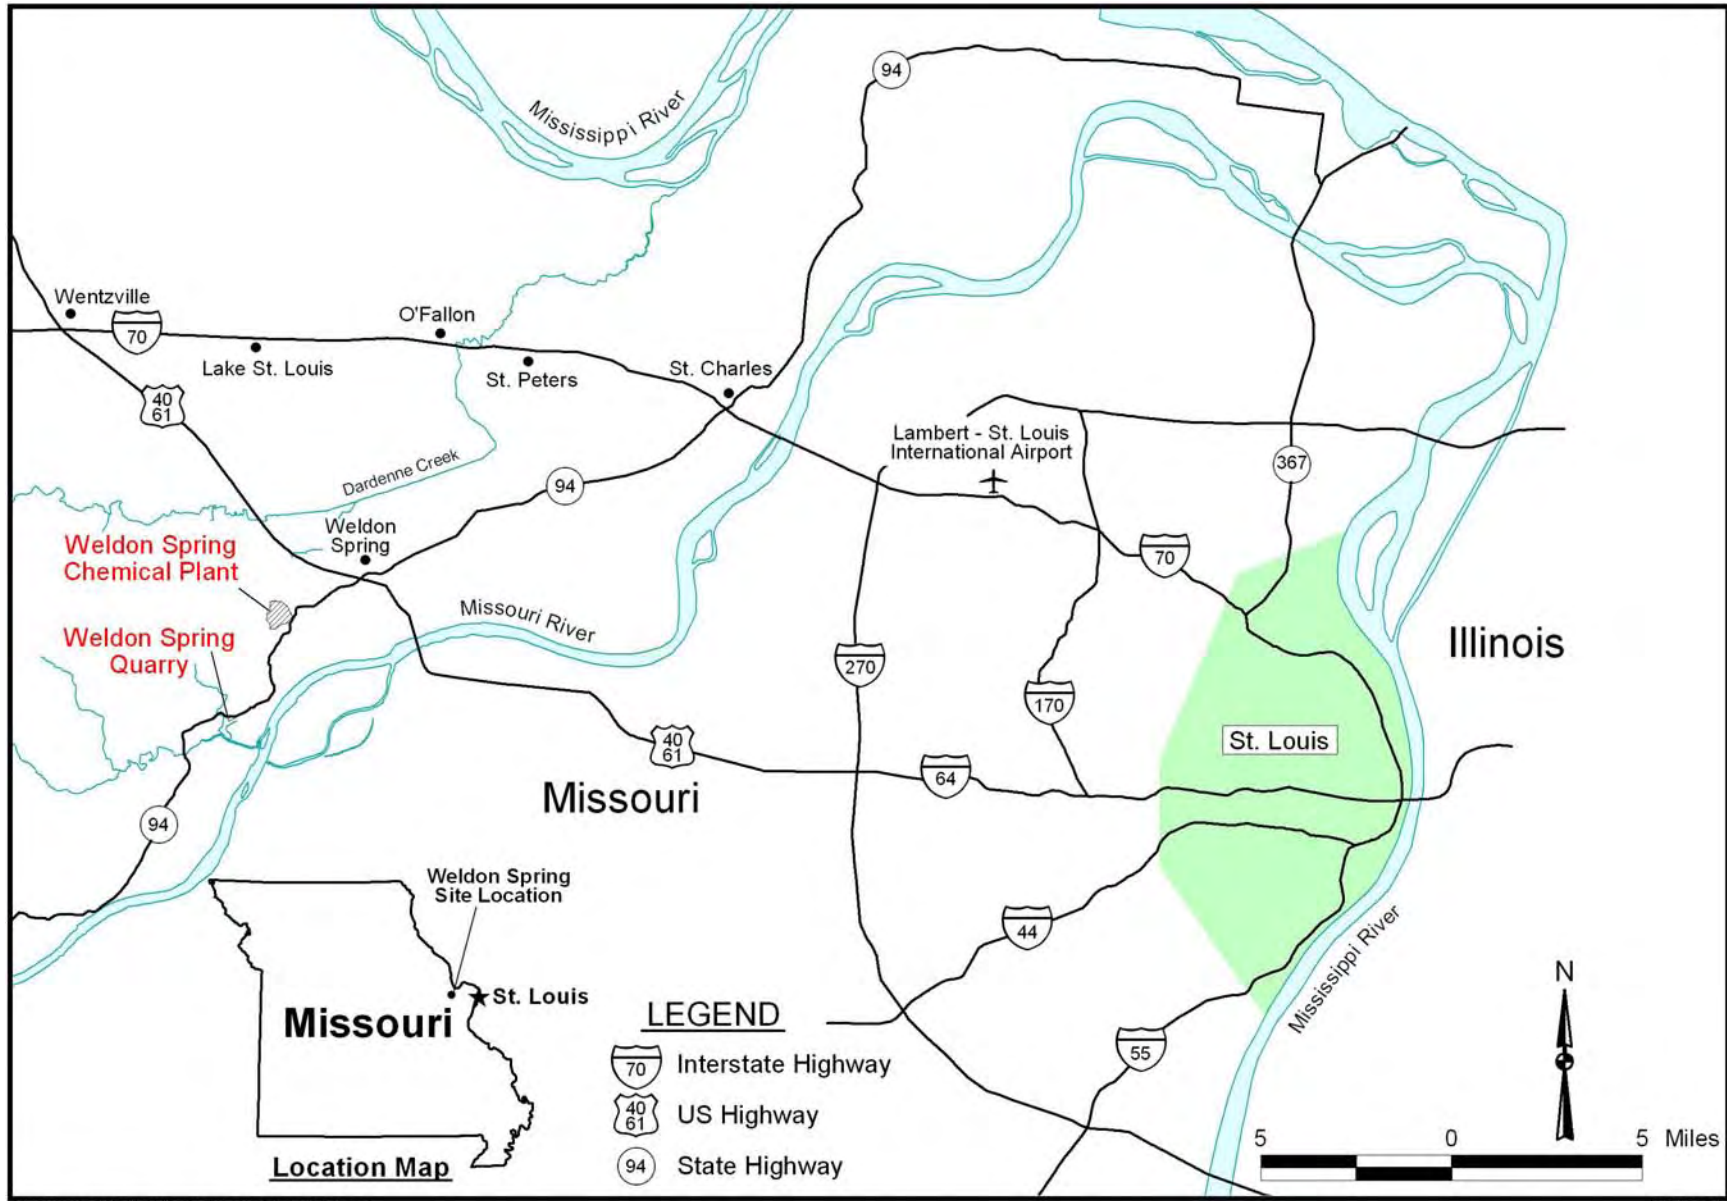 94
Mississippi River
Wentzville
70
O'Fallon
Lake St. Louis
St. Peters
St. Charles
40
61
Lambert - St. Louis
International Airport
367
Dardenne Creek
94
Weldon
Spring
Weldon Spring
Chemical Plant
70
Missouri River
Weldon Spring
Quarry
Illinois
270
170
St. Louis
40
61
64
Missouri
94
Weldon Spring
Site Location
44
Mississippi River
N
St. Louis
Missouri
LEGEND
70
Interstate Highway
55
40
61
US Highway
5 0 5 Miles
94
State Highway
Location Map